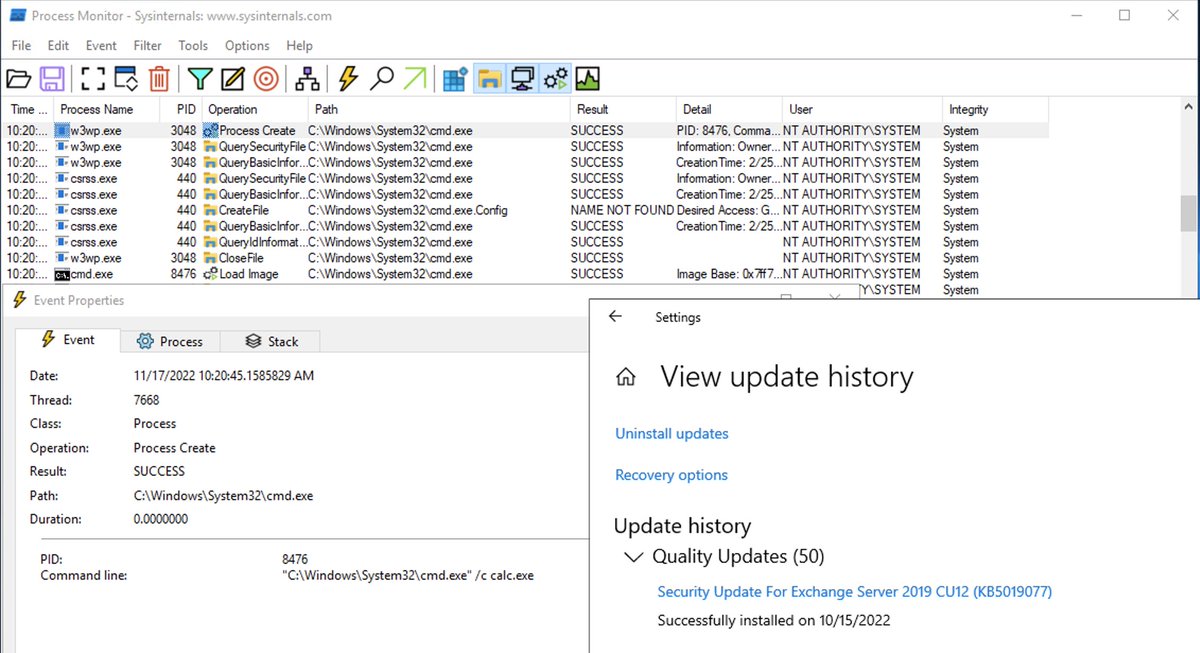 Process Monitor - Sysinternals: www.sysinternals.com
File Edit Event Filter Tools Options Help
Time ... Process Name PID Operation Path Result Detail User Integrity
10:20:... w3wp.exe 3048 Process Create C:\Windows\System32\cmd.exe SUCCESS PID: 8476, Comma... NT AUTHORITY\SYSTEM System
10:20:... w3wp.exe 3048 QuerySecurityFile C:\Windows\System32\cmd.exe SUCCESS Information: Owner... NT AUTHORITY\SYSTEM System
10:20:... w3wp.exe 3048 QueryBasicInfor... C:\Windows\System32\cmd.exe SUCCESS CreationTime: 2/25... NT AUTHORITY\SYSTEM System
10:20:... csrss.exe 440 QuerySecurityFile C:\Windows\System32\cmd.exe SUCCESS Information: Owner... NT AUTHORITY\SYSTEM System
10:20:... csrss.exe 440 QueryBasicInfor... C:\Windows\System32\cmd.exe SUCCESS CreationTime: 2/25... NT AUTHORITY\SYSTEM System
10:20:... csrss.exe 440 CreateFile C:\Windows\System32\cmd.exe.Config NAME NOT FOUND Desired Access: G... NT AUTHORITY\SYSTEM System
10:20:... csrss.exe 440 QueryBasicInfor... C:\Windows\System32\cmd.exe SUCCESS CreationTime: 2/25... NT AUTHORITY\SYSTEM System
10:20:... csrss.exe 440 QueryIdInformat... C:\Windows\System32\cmd.exe SUCCESS NT AUTHORITY\SYSTEM System
10:20:... w3wp.exe 3048 CloseFile C:\Windows\System32\cmd.exe SUCCESS NT AUTHORITY\SYSTEM System
10:20:... cmd.exe 8476 Load Image C:\Windows\System32\cmd.exe SUCCESS Image Base: 0x7ff7... NT AUTHORITY\SYSTEM System
Y\SYSTEM System
Event Properties
Event Process Stack
Date: 11/17/2022 10:20:45.1585829 AM
Thread: 7668
Class: Process
Operation: Process Create
Result: SUCCESS
Path: C:\Windows\System32\cmd.exe
Duration: 0.0000000
PID: 8476
Command line: "C:\Windows\System32\cmd.exe" /c calc.exe
Settings
View update history
Uninstall updates
Recovery options
Update history
Quality Updates (50)
Security Update For Exchange Server 2019 CU12 (KB5019077)
Successfully installed on 10/15/2022